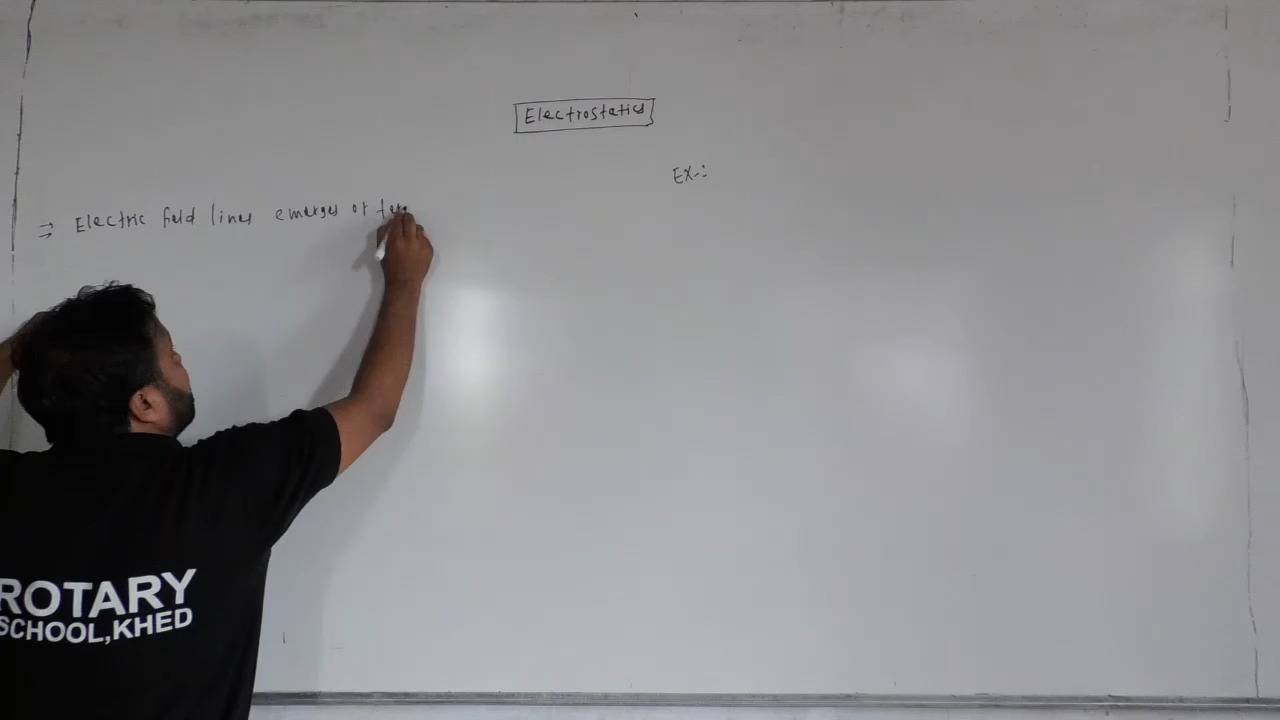 Electrostatics
EX-:
⇒ Electric field lines emerges or
ROTARY
SCHOOL,KHED